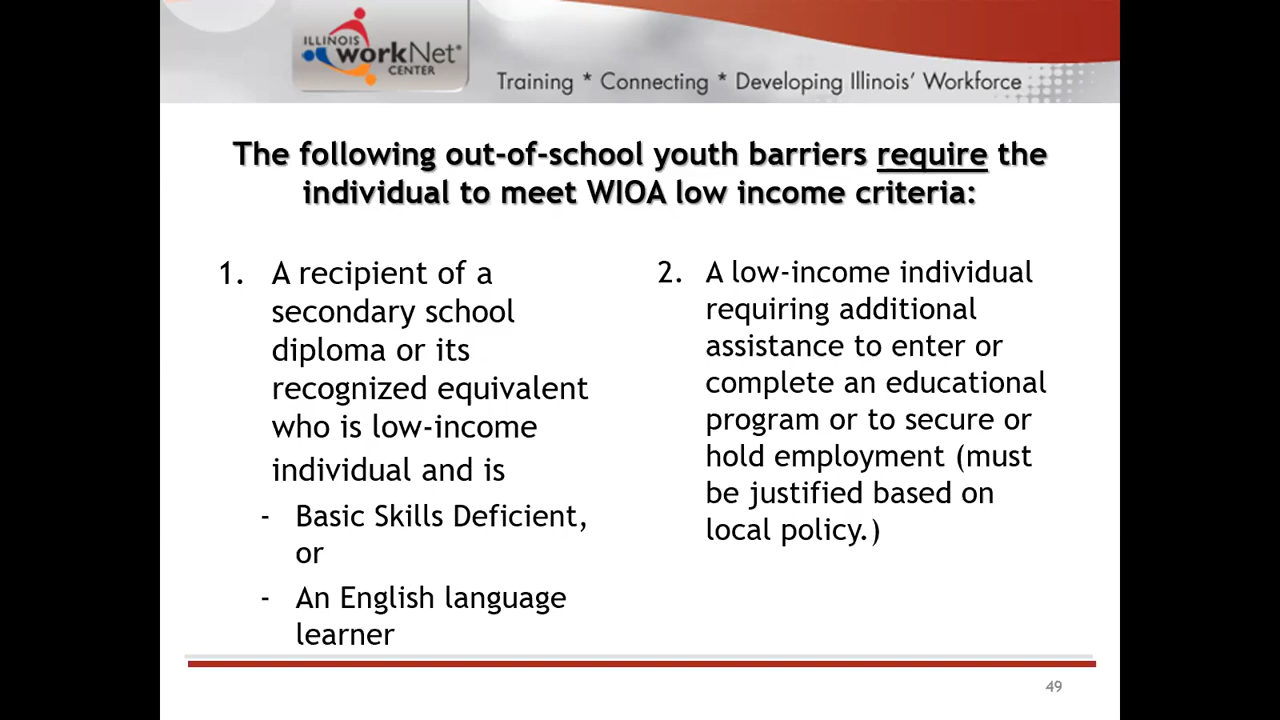 ILLINOIS
workNet®
CENTER
Training * Connecting * Developing Illinois' Workforce
The following out-of-school youth barriers require the
individual to meet WIOA low income criteria:
1. A recipient of a
secondary school
diploma or its
recognized equivalent
who is low-income
individual and is
- Basic Skills Deficient,
or
- An English language
learner
2. A low-income individual
requiring additional
assistance to enter or
complete an educational
program or to secure or
hold employment (must
be justified based on
local policy.)
49